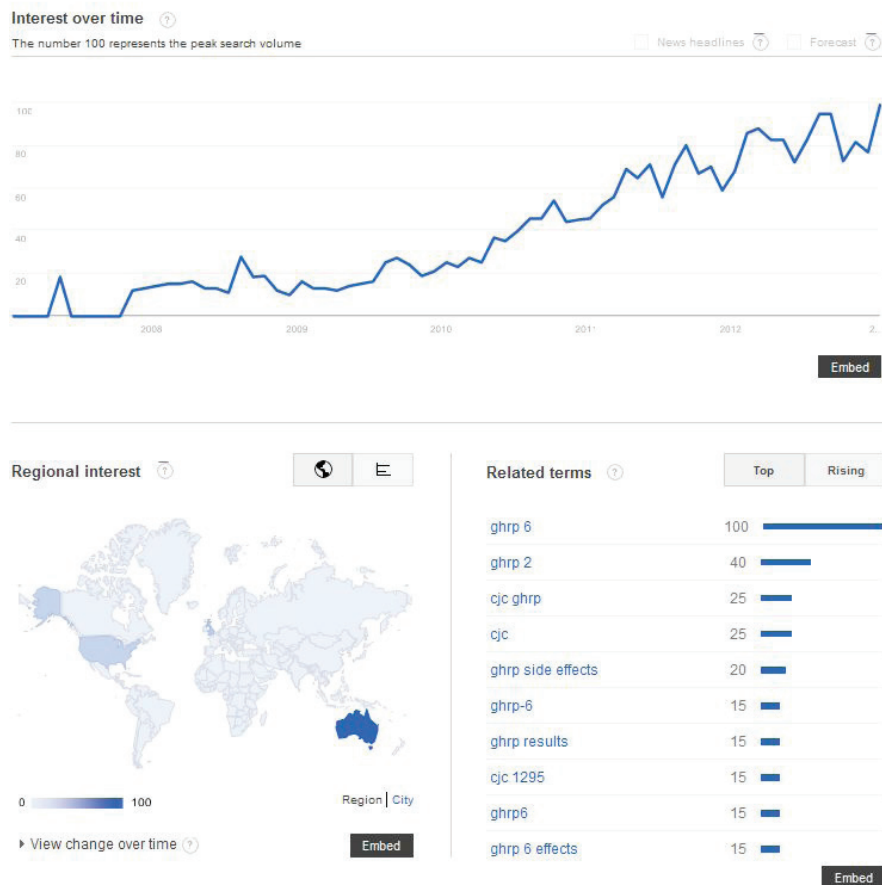 Interest over time ?
The number 100 represents the peak search volume
News headlines ? Forecast ?
100
80
60
40
20
2008 2009 2010 2011 2012 2...
Embed
Regional interest ?
0 100
Region | City
View change over time ?
Embed
Related terms ?
Top Rising
ghrp 6 100
ghrp 2 40
cjc ghrp 25
cjc 25
ghrp side effects 20
ghrp-6 15
ghrp results 15
cjc 1295 15
ghrp6 15
ghrp 6 effects 15
Embed